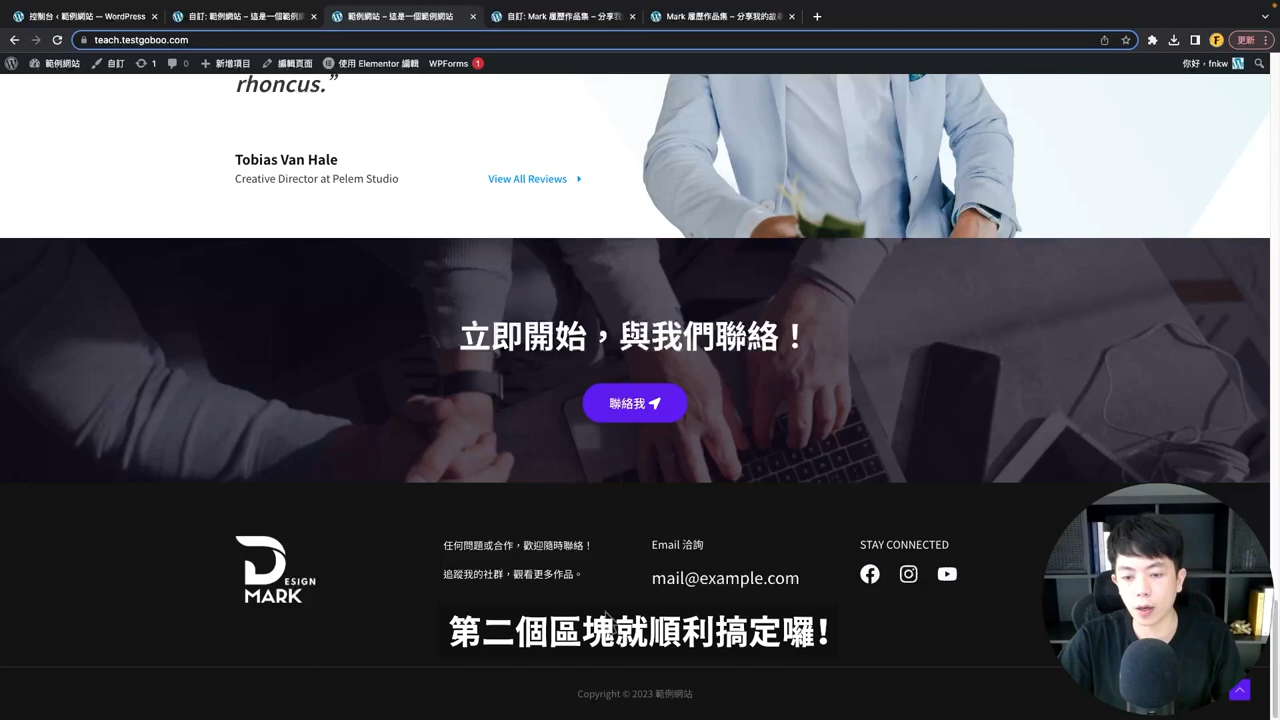 控制台 ‹ 範例網站 — WordPress
自訂: 範例網站 – 這是一個範例
範例網站 – 這是一個範例網站
自訂: Mark 履歷作品集 – 分享我
Mark 履歷作品集 – 分享我的故
teach.testgoboo.com
更新
範例網站
自訂
1
0
新增項目
編輯頁面
使用 Elementor 編輯
WPForms 1
你好，fnkw
rhoncus.”
Tobias Van Hale
Creative Director at Pelem Studio
View All Reviews
立即開始，與我們聯絡！
聯絡我
DESIGN
MARK
任何問題或合作，歡迎隨時聯絡！
追蹤我的社群，觀看更多作品。
Email 洽詢
mail@example.com
STAY CONNECTED
第二個區塊就順利搞定囉!
Copyright © 2023 範例網站